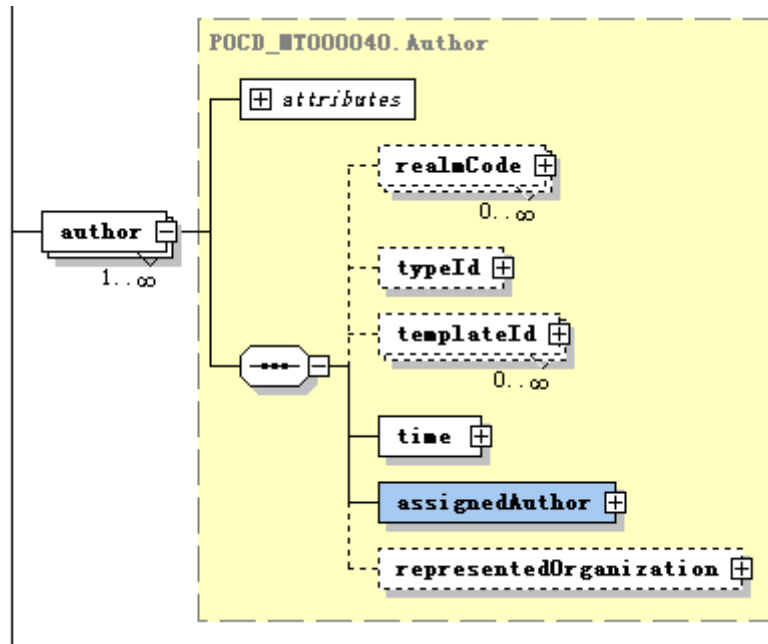 POCD_MT000040.Author
attributes
realmCode
0..∞
author
1..∞
typeId
templateId
0..∞
time
assignedAuthor
representedOrganization